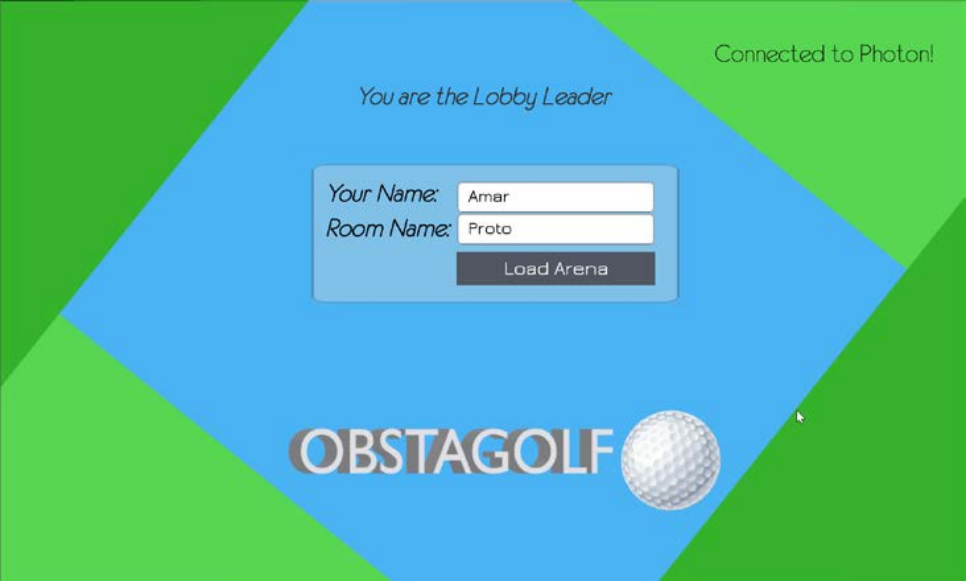 Connected to Photon!
You are the Lobby Leader
Your Name: Amar
Room Name: Proto
Load Arena
OBSTAGOLF